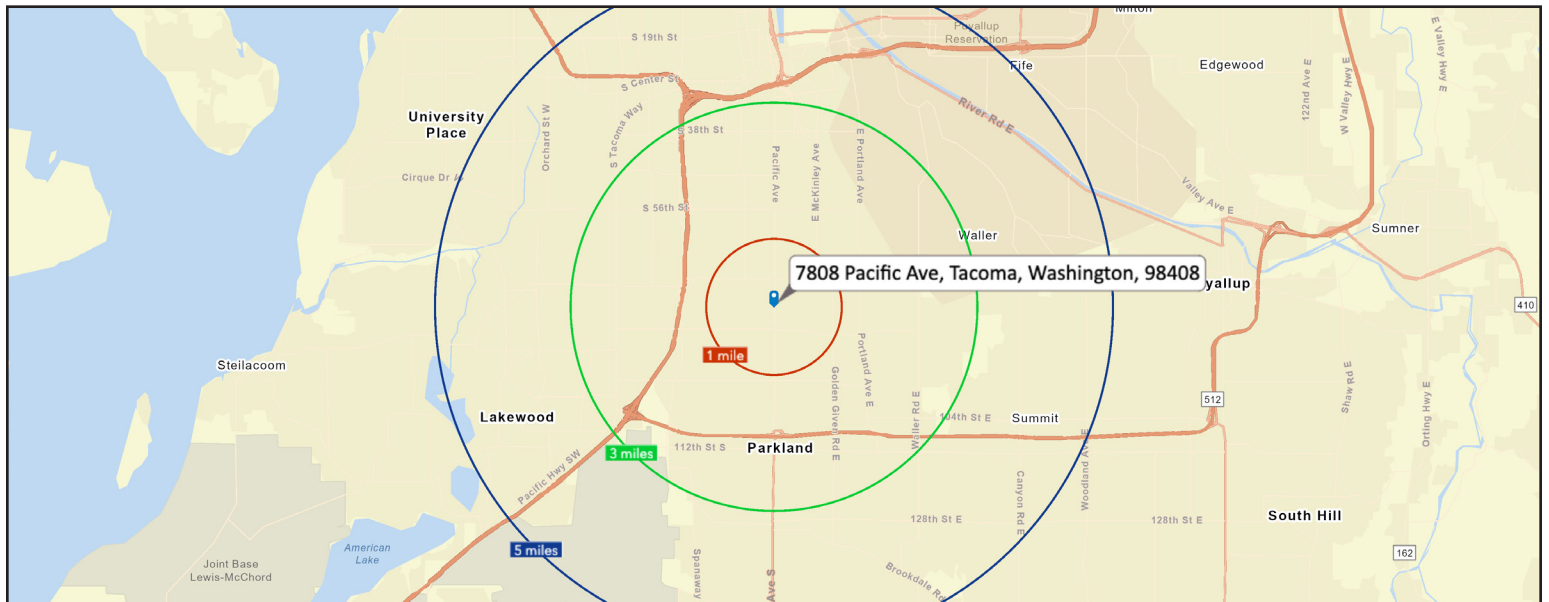 Milton
S 19th St
Puyallup
Reservation
E Valley Hwy E
Fife
Edgewood
S Center St
122nd Ave E
W Valley Hwy E
University
Place
Orchard St W
S Tacoma Way
S 38th St
River Rd E
Pacific Ave
E McKinley Ave
E Portland Ave
Cirque Dr
S 56th St
Valley Ave E
Waller
Sumner
7808 Pacific Ave, Tacoma, Washington, 98408
yallup
410
1 mile
Steilacoom
Portland Ave E
Golden Given Rd E
Waller Rd E
Shaw Rd E
Orting Hwy E
512
Lakewood
104th St E
Summit
112th St S
Parkland
3 miles
Pacific Hwy SW
Woodland Ave E
Canyon Rd E
128th St E
128th St E
South Hill
5 miles
American
Lake
162
Joint Base
Lewis-McChord
Spanaway
Ave S
Brookdale Rd